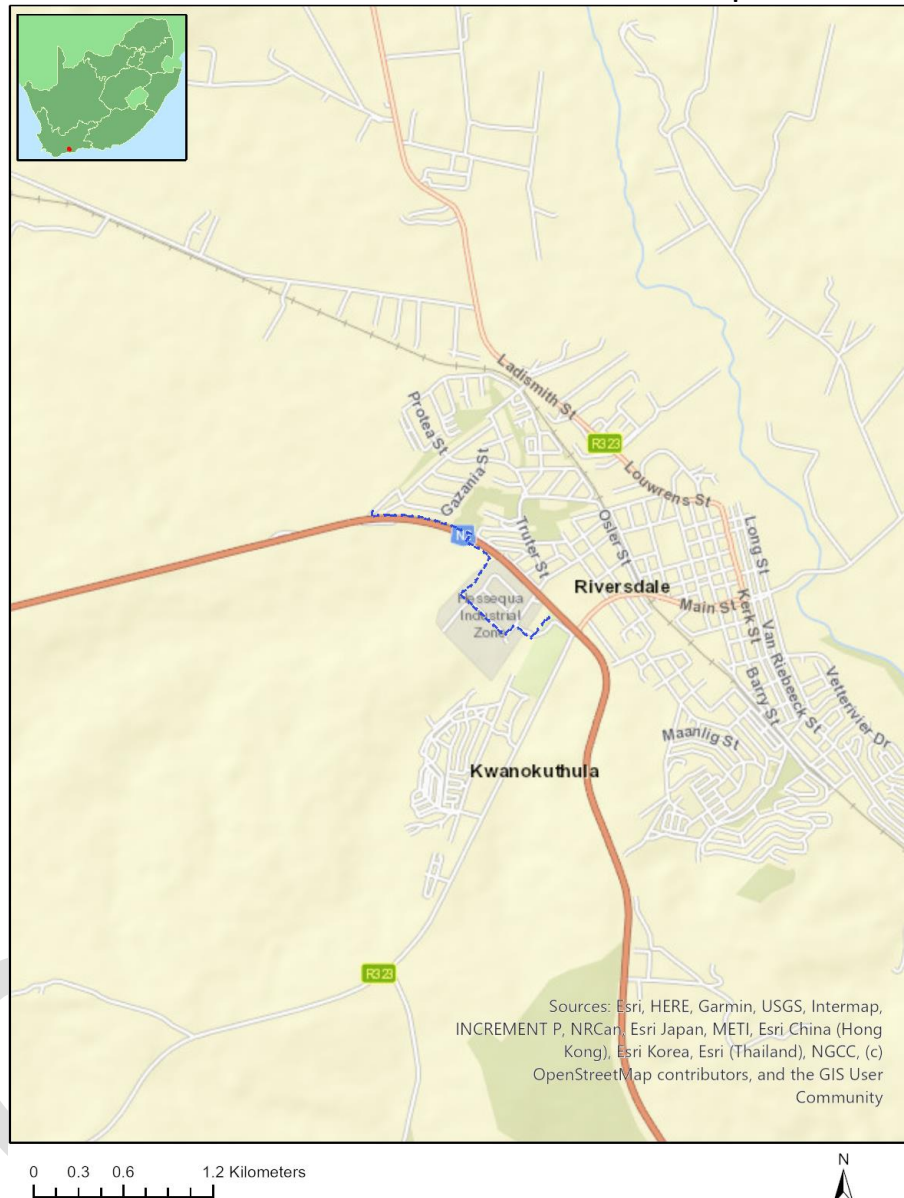 Ladismith St
Protea St
R323
Gazania St
Louwrens St
N2
Truter St
Osler St
Long St
Riversdale
Hessequa
Industrial
Zone
Main St
Kerk St
Van Riebeeck St
Barry St
Vetterivier Dr
Maanlig St
Kwanokuthula
R323
Sources: Esri, HERE, Garmin, USGS, Intermap,
INCREMENT P, NRCan, Esri Japan, METI, Esri China (Hong
Kong), Esri Korea, Esri (Thailand), NGCC, (c)
OpenStreetMap contributors, and the GIS User
Community
0 0.3 0.6 1.2 Kilometers
N